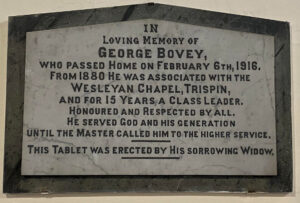 IN
LOVING MEMORY OF
GEORGE BOVEY,
WHO PASSED HOME ON FEBRUARY 6TH, 1916.
FROM 1880 HE WAS ASSOCIATED WITH THE
WESLEYAN CHAPEL, TRISPIN,
AND FOR 15 YEARS A CLASS LEADER.
HONOURED AND RESPECTED BY ALL.
HE SERVED GOD AND HIS GENERATION
UNTIL THE MASTER CALLED HIM TO THE HIGHER SERVICE.
THIS TABLET WAS ERECTED BY HIS SORROWING WIDOW.